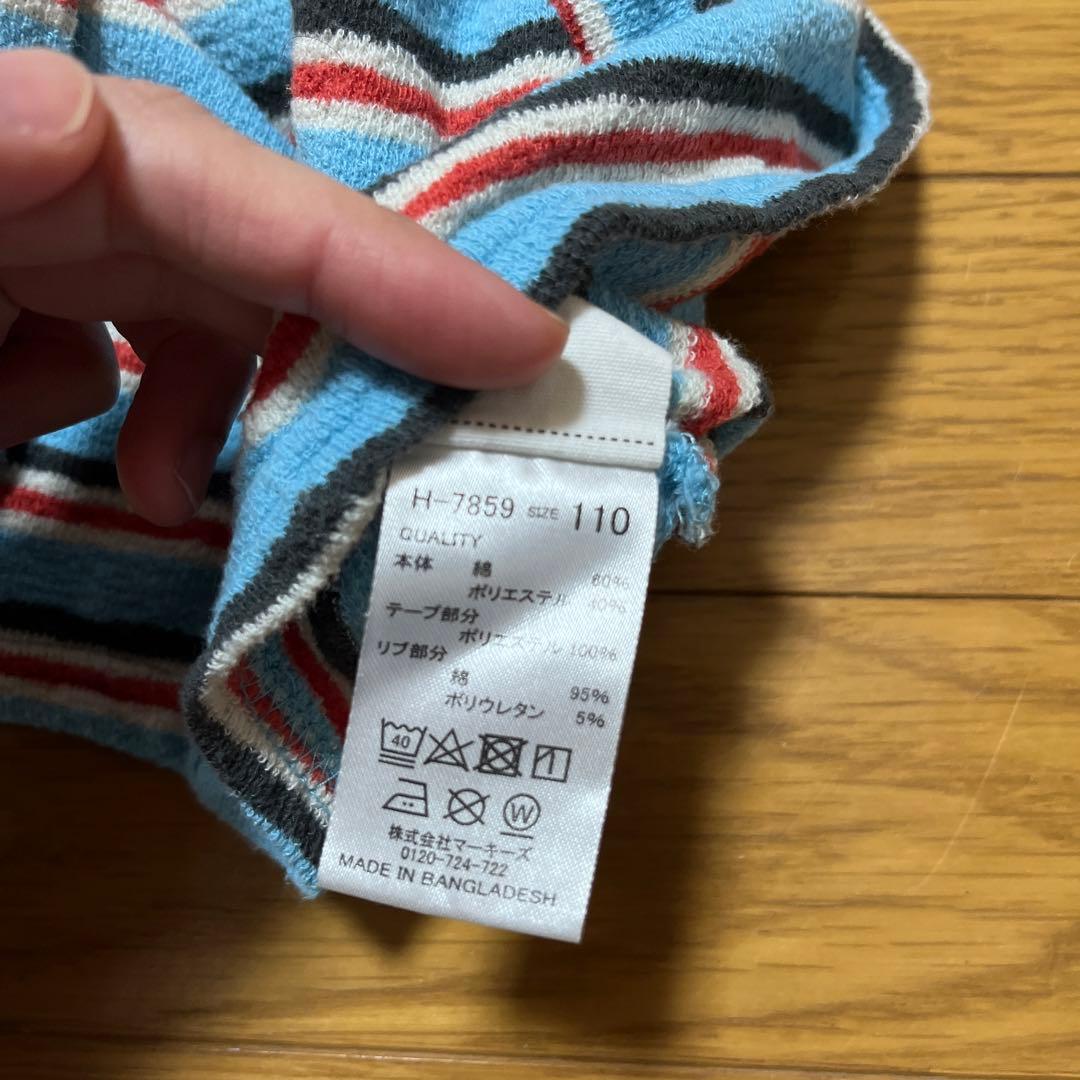 H-7859 SIZE 110
QUALITY
本体 綿 60%
ポリエステル 40%
テープ部分
ポリエステル 100%
リブ部分
綿 95%
ポリウレタン 5%
40
W
株式会社マーキーズ
0120-724-722
MADE IN BANGLADESH